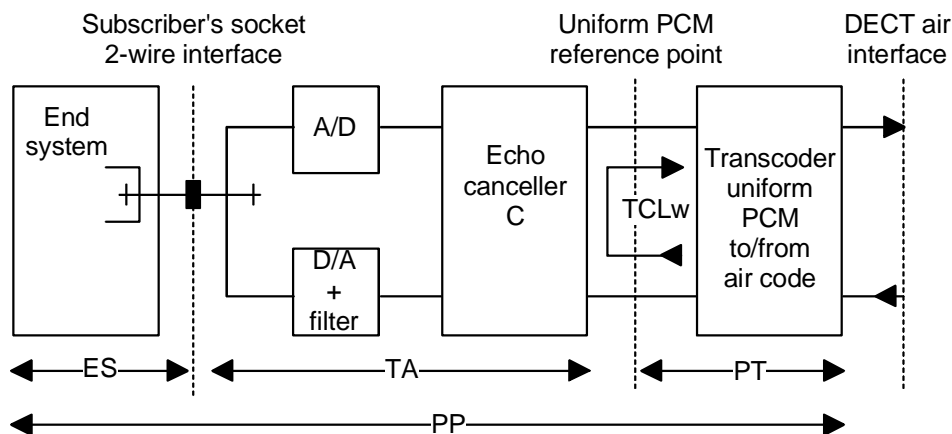 Subscriber's socket
2-wire interface
Uniform PCM
reference point
DECT air
interface
End
system
A/D
D/A
+
filter
Echo
canceller
C
TCLw
Transcoder
uniform
PCM
to/from
air code
ES
TA
PT
PP